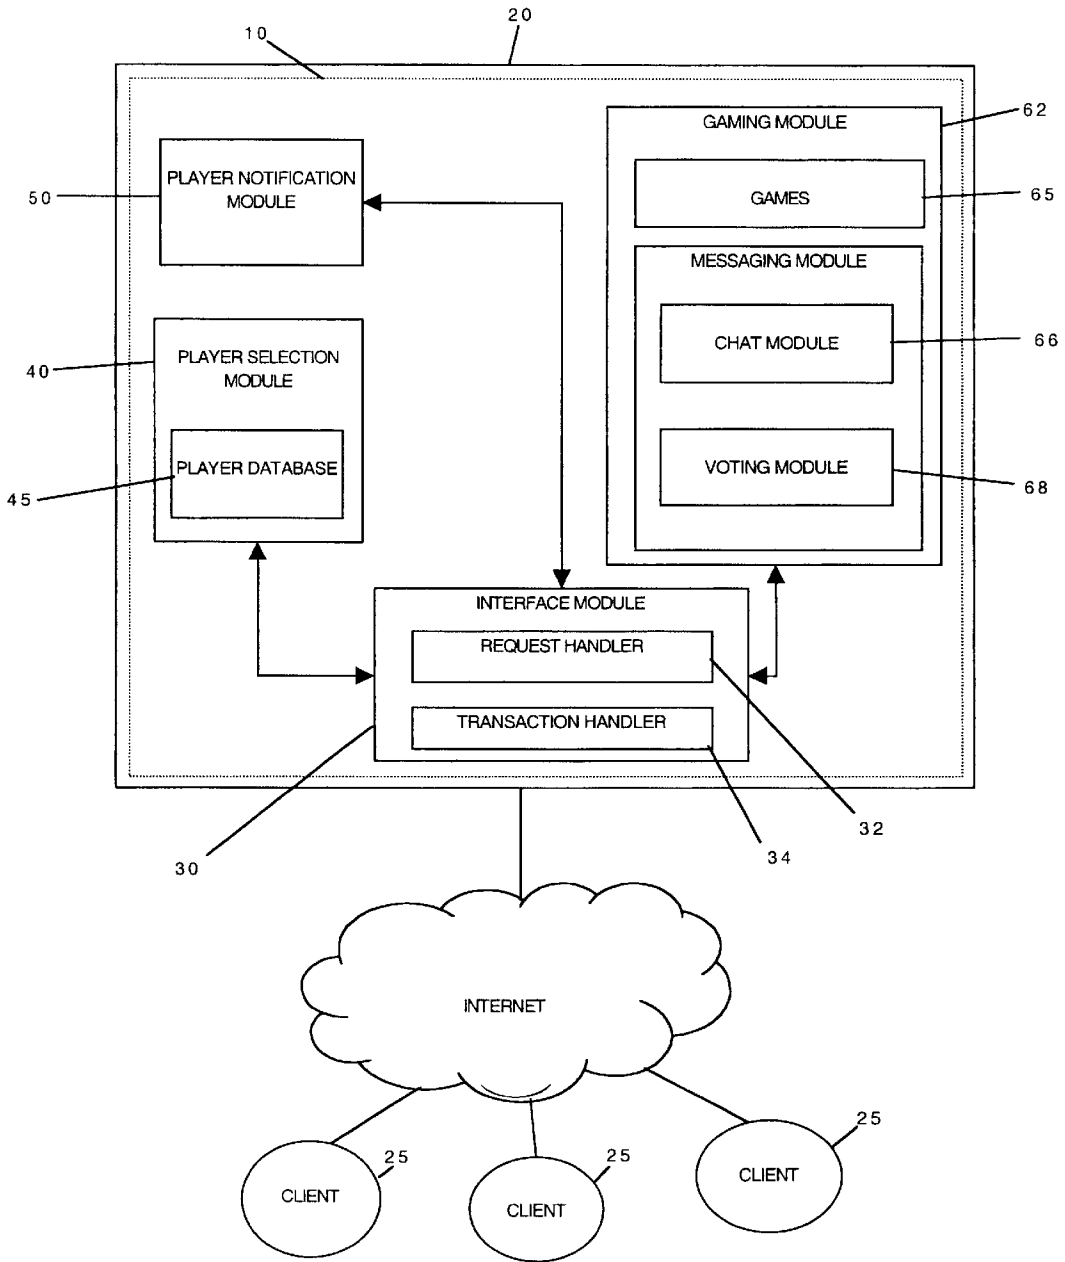 20
10
GAMING MODULE
62
PLAYER NOTIFICATION
MODULE
50
GAMES
65
MESSAGING MODULE
CHAT MODULE
66
PLAYER SELECTION
MODULE
40
PLAYER DATABASE
45
VOTING MODULE
68
INTERFACE MODULE
REQUEST HANDLER
TRANSACTION HANDLER
32
34
30
INTERNET
25
25
25
CLIENT
CLIENT
CLIENT